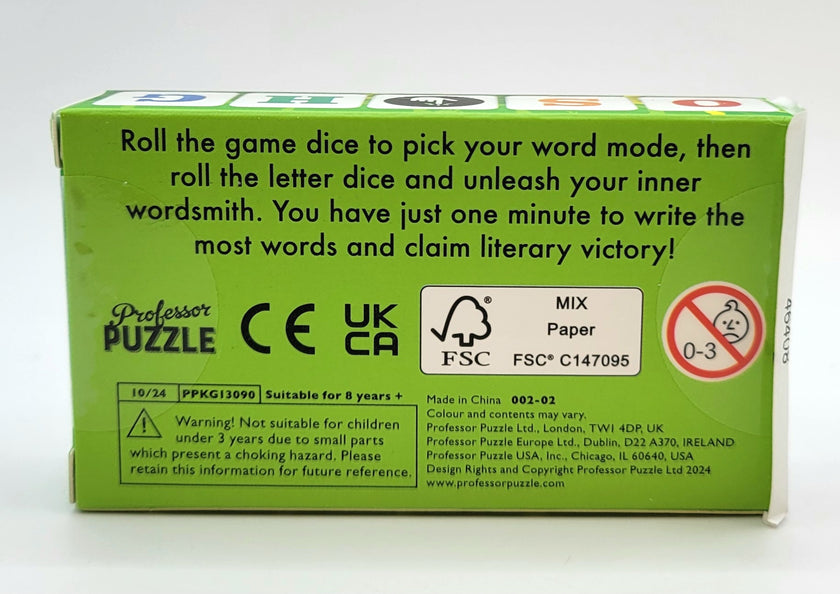 G H S O
Roll the game dice to pick your word mode, then
roll the letter dice and unleash your inner
wordsmith. You have just one minute to write the
most words and claim literary victory!
Professor
PUZZLE
CE
UK
CA
FSC®
MIX
Paper
FSC® C147095
0-3
46408
10/24 PPKG13090 Suitable for 8 years +
Warning! Not suitable for children
under 3 years due to small parts
which present a choking hazard. Please
retain this information for future reference.
Made in China 002-02
Colour and contents may vary.
Professor Puzzle Ltd., London, TW1 4DP, UK
Professor Puzzle Europe Ltd., Dublin, D22 A370, IRELAND
Professor Puzzle USA, Inc., Chicago, IL 60640, USA
Design Rights and Copyright Professor Puzzle Ltd 2024
www.professorpuzzle.com